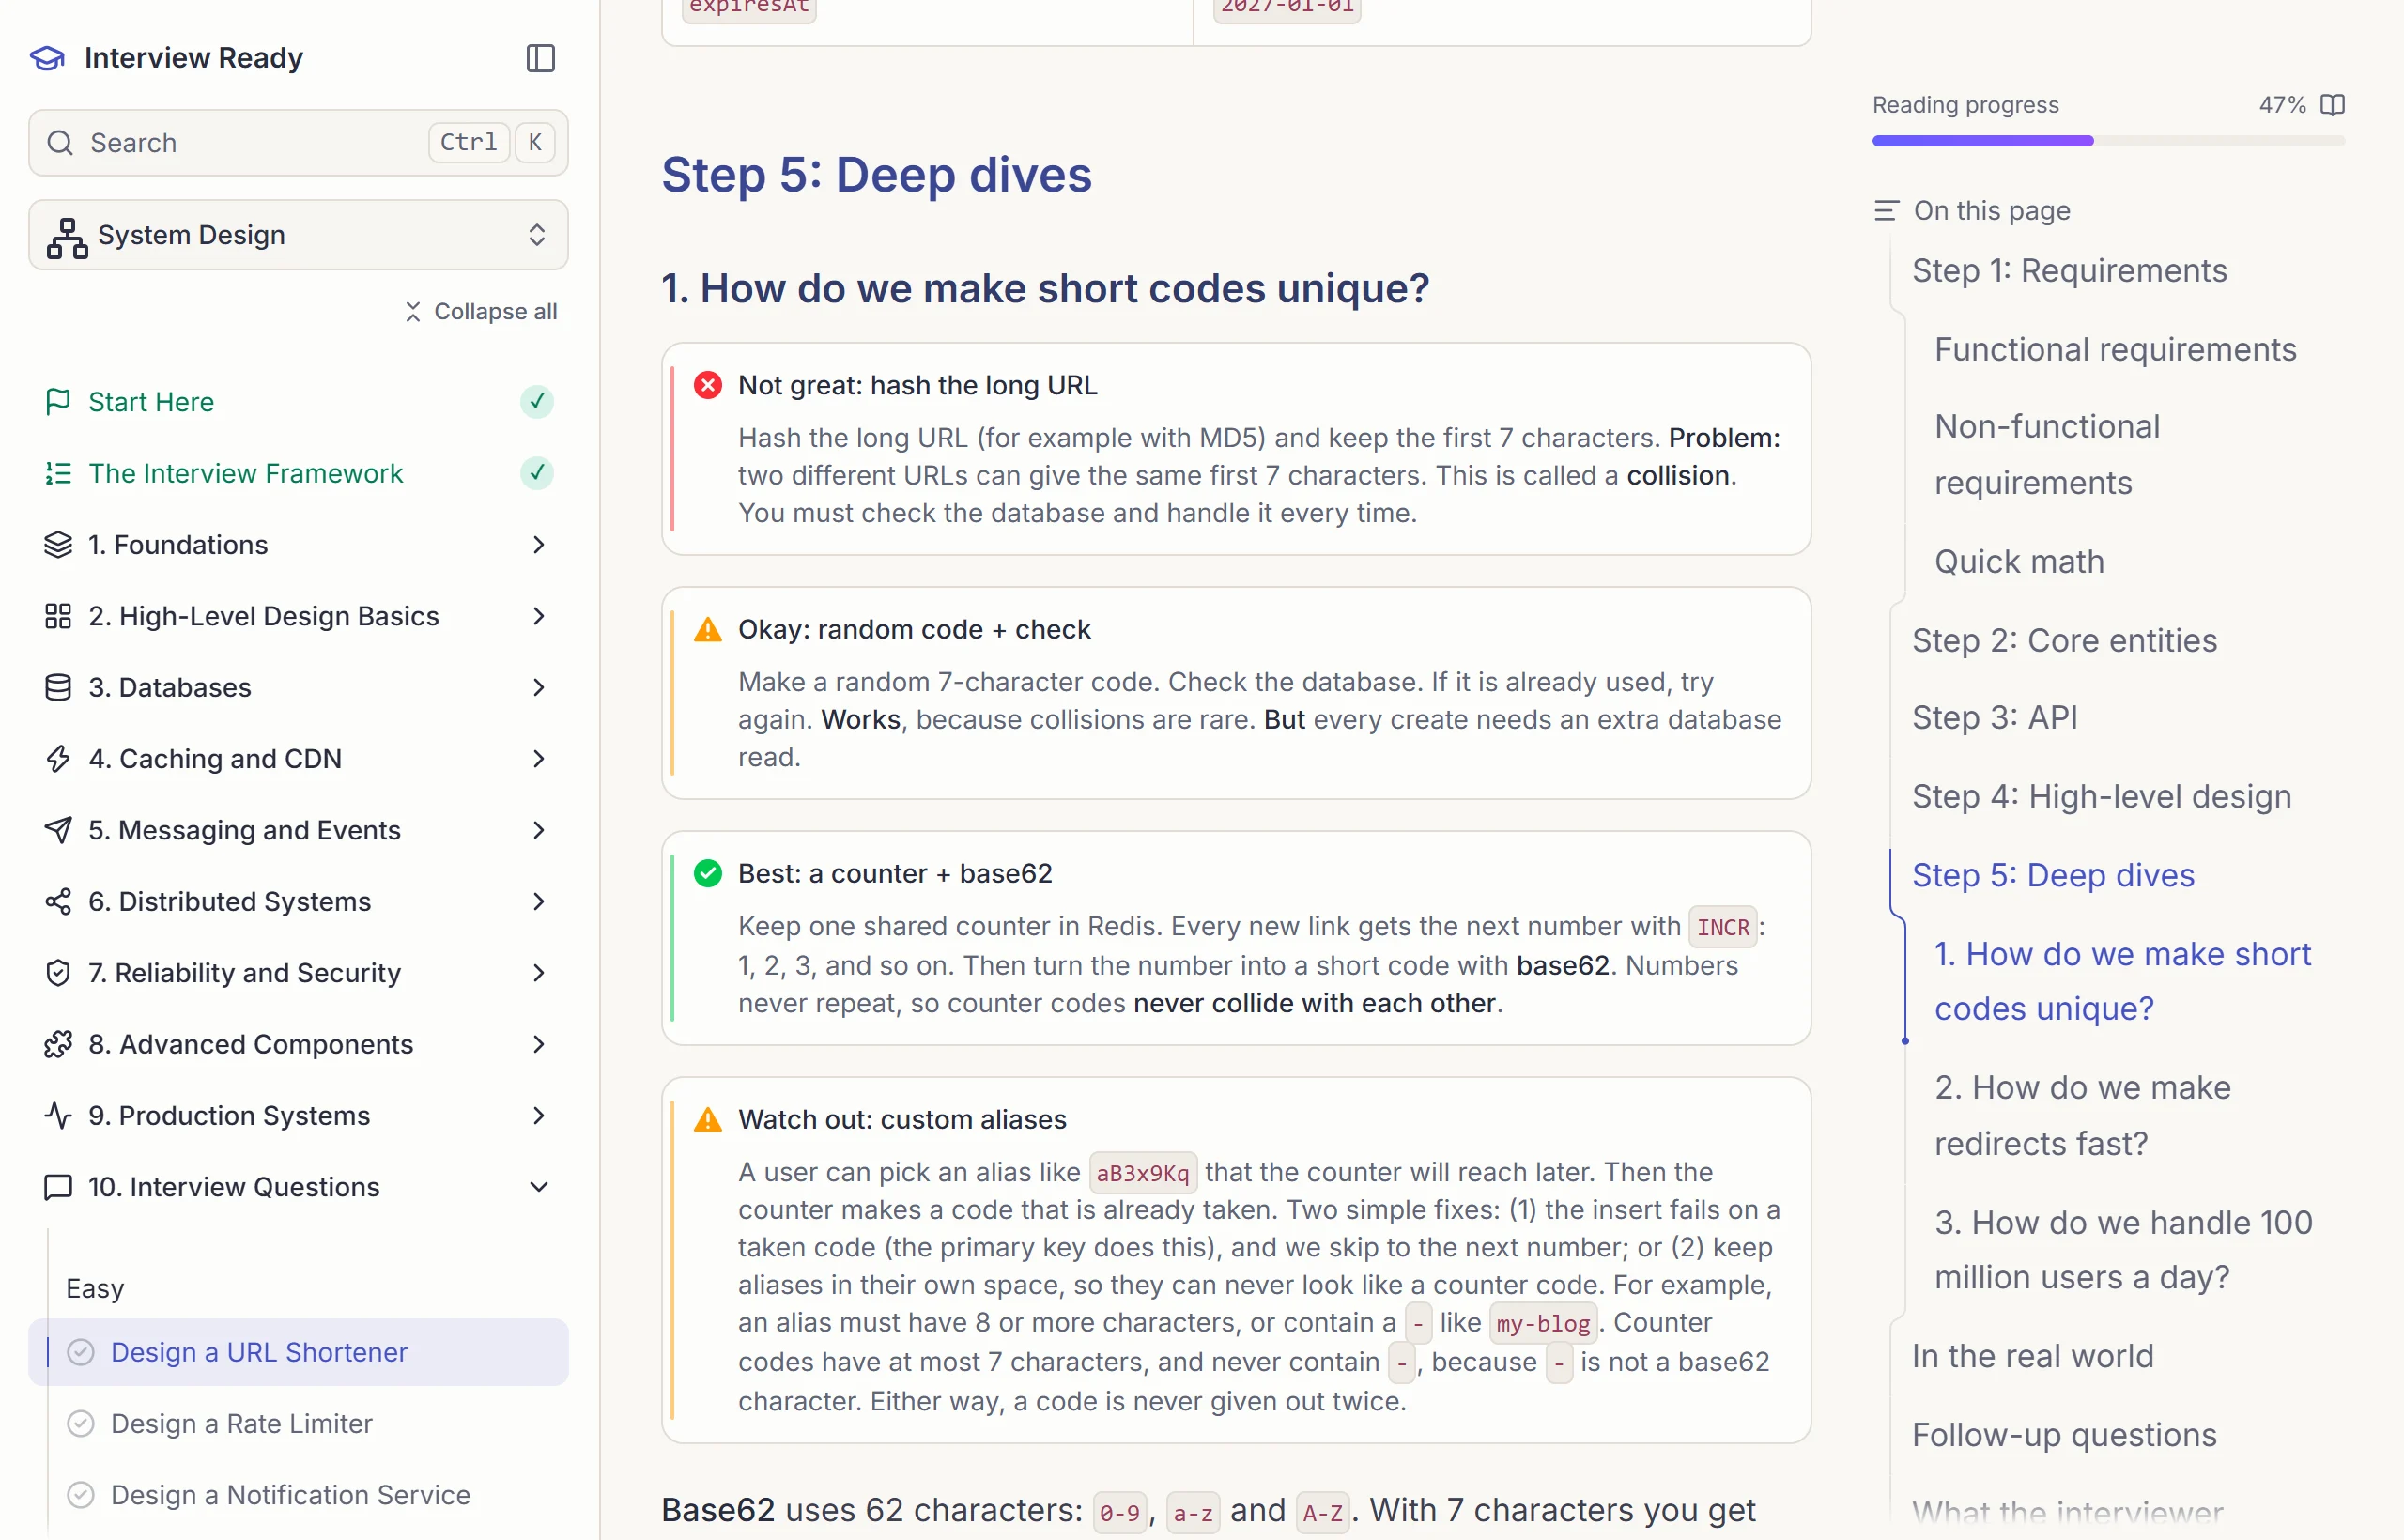 Interview Ready
Search
Ctrl K
System Design
Collapse all
Start Here
The Interview Framework
1. Foundations
2. High-Level Design Basics
3. Databases
4. Caching and CDN
5. Messaging and Events
6. Distributed Systems
7. Reliability and Security
8. Advanced Components
9. Production Systems
10. Interview Questions
Easy
Design a URL Shortener
Design a Rate Limiter
Design a Notification Service
expiresAt
2027-01-01
Step 5: Deep dives
1. How do we make short codes unique?
Not great: hash the long URL
Hash the long URL (for example with MD5) and keep the first 7 characters. Problem:
two different URLs can give the same first 7 characters. This is called a collision.
You must check the database and handle it every time.
Okay: random code + check
Make a random 7-character code. Check the database. If it is already used, try
again. Works, because collisions are rare. But every create needs an extra database
read.
Best: a counter + base62
Keep one shared counter in Redis. Every new link gets the next number with INCR:
1, 2, 3, and so on. Then turn the number into a short code with base62. Numbers
never repeat, so counter codes never collide with each other.
Watch out: custom aliases
A user can pick an alias like aB3x9Kq that the counter will reach later. Then the
counter makes a code that is already taken. Two simple fixes: (1) the insert fails on a
taken code (the primary key does this), and we skip to the next number; or (2) keep
aliases in their own space, so they can never look like a counter code. For example,
an alias must have 8 or more characters, or contain a - like my-blog. Counter
codes have at most 7 characters, and never contain -, because - is not a base62
character. Either way, a code is never given out twice.
Base62 uses 62 characters: 0-9, a-z and A-Z. With 7 characters you get
Reading progress
47%
On this page
Step 1: Requirements
Functional requirements
Non-functional
requirements
Quick math
Step 2: Core entities
Step 3: API
Step 4: High-level design
Step 5: Deep dives
1. How do we make short
codes unique?
2. How do we make
redirects fast?
3. How do we handle 100
million users a day?
In the real world
Follow-up questions
What the interviewer